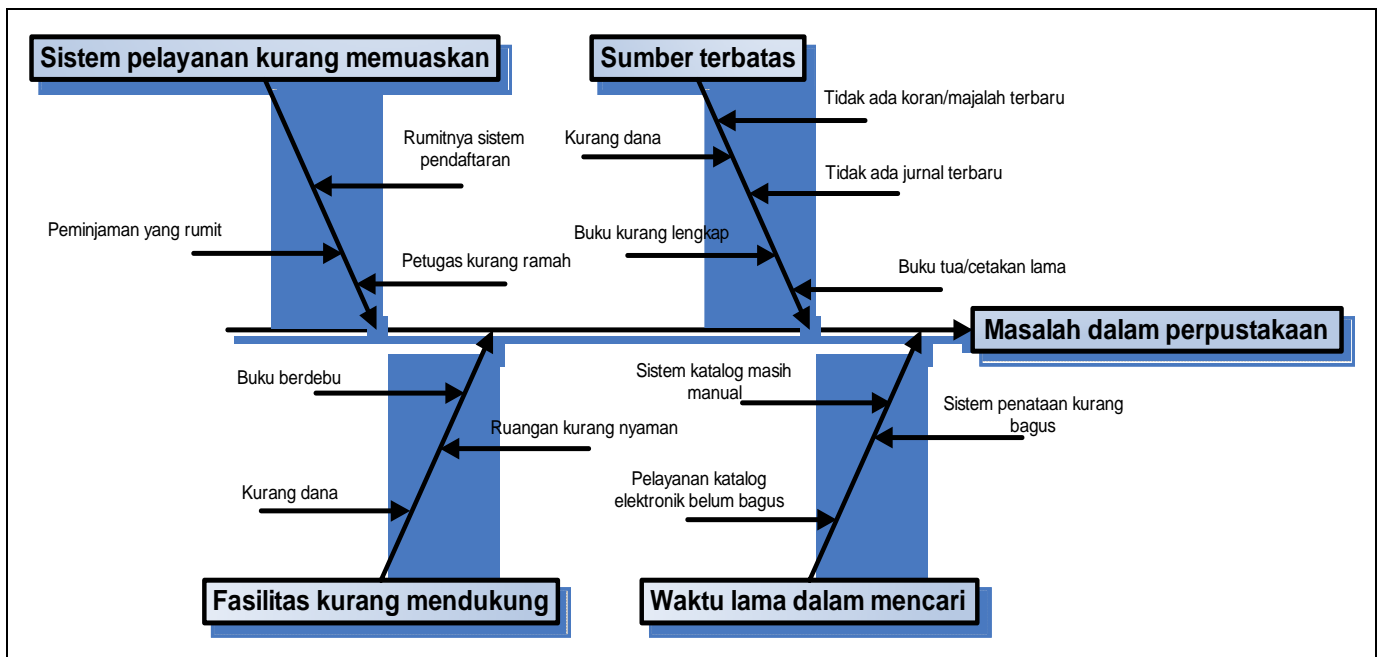 Sistem pelayanan kurang memuaskan
Sumber terbatas
Tidak ada koran/majalah terbaru
Rumitnya sistem
pendaftaran
Kurang dana
Tidak ada jurnal terbaru
Peminjaman yang rumit
Buku kurang lengkap
Petugas kurang ramah
Buku tua/cetakan lama
Masalah dalam perpustakaan
Buku berdebu
Sistem katalog masih
manual
Sistem penataan kurang
bagus
Ruangan kurang nyaman
Kurang dana
Pelayanan katalog
elektronik belum bagus
Fasilitas kurang mendukung
Waktu lama dalam mencari